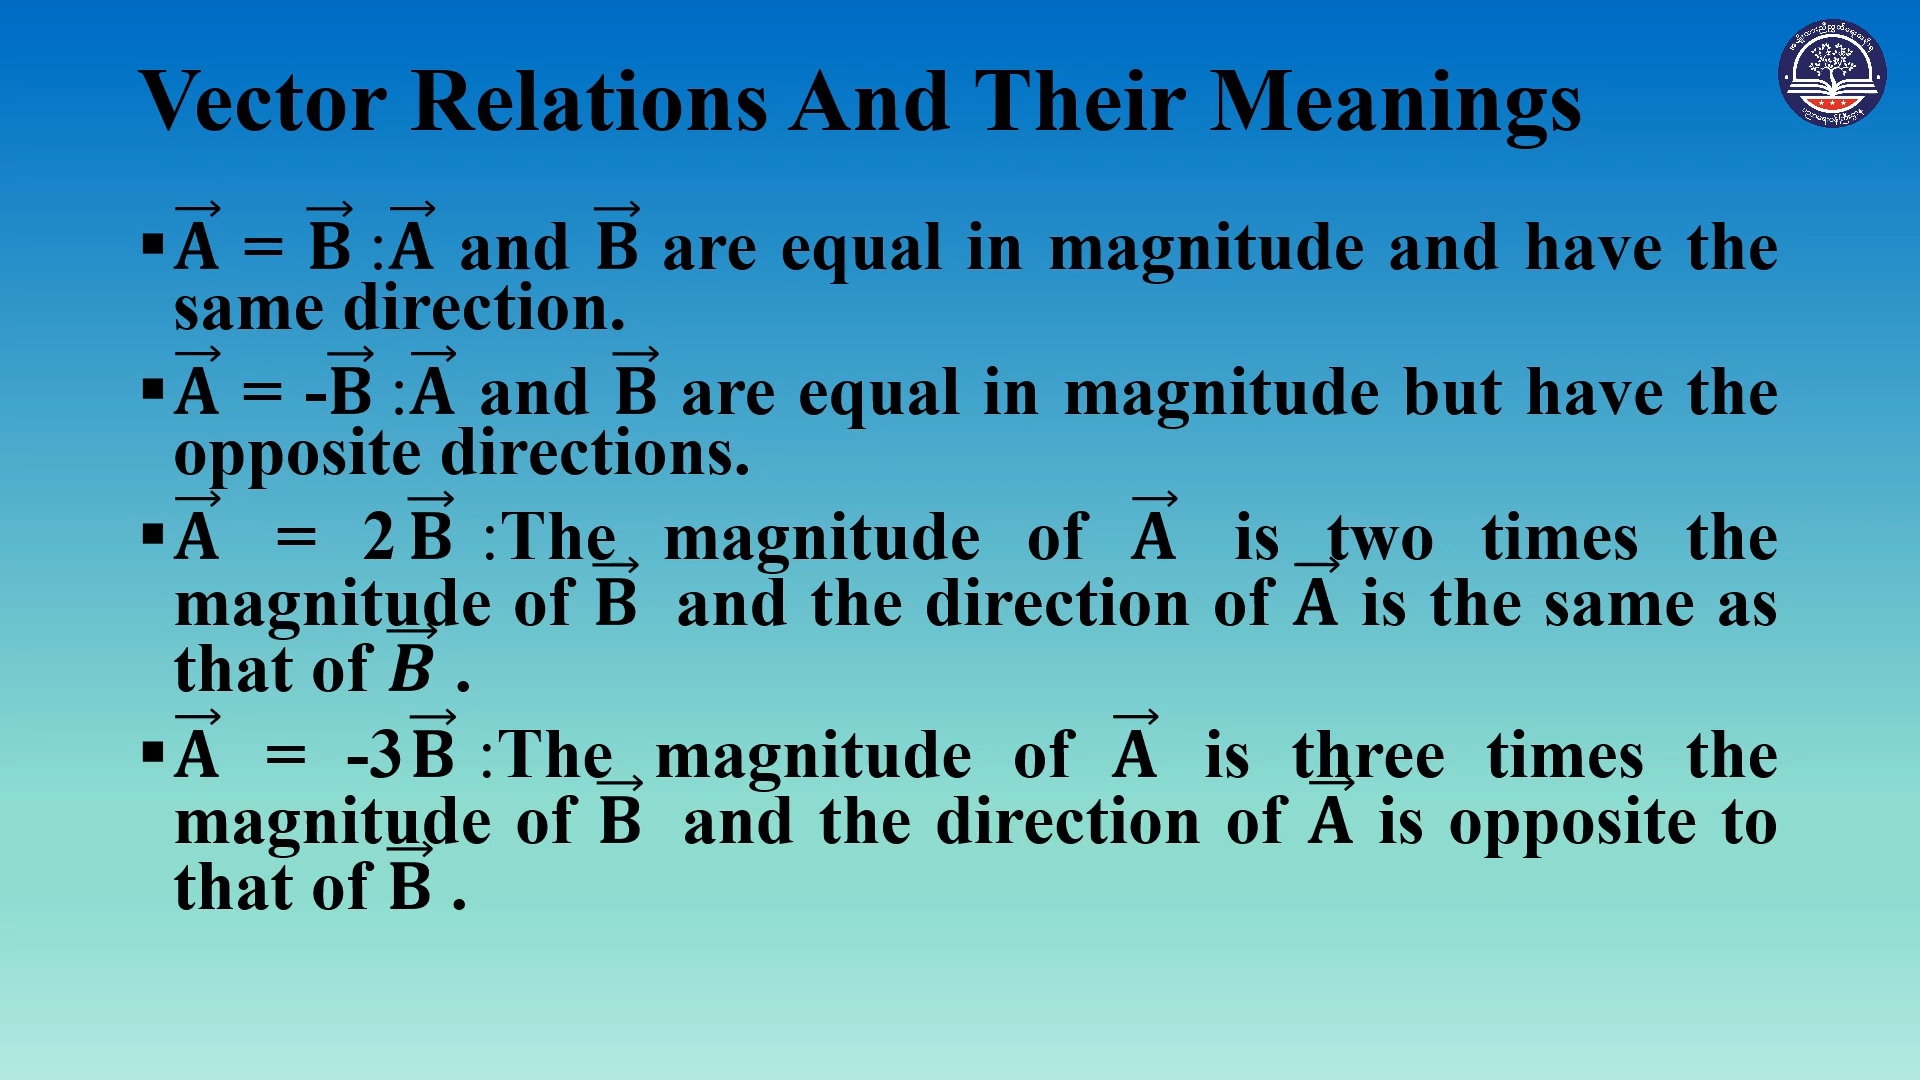 Vector Relations And Their Meanings
▪ A⃗ = B⃗ :A⃗ and B⃗ are equal in magnitude and have the
same direction.
▪ A⃗ = -B⃗ :A⃗ and B⃗ are equal in magnitude but have the
opposite directions.
▪ A⃗ = 2B⃗ :The magnitude of A⃗ is two times the
magnitude of B⃗ and the direction of A⃗ is the same as
that of B⃗ .
▪ A⃗ = -3B⃗ :The magnitude of A⃗ is three times the
magnitude of B⃗ and the direction of A⃗ is opposite to
that of B⃗ .